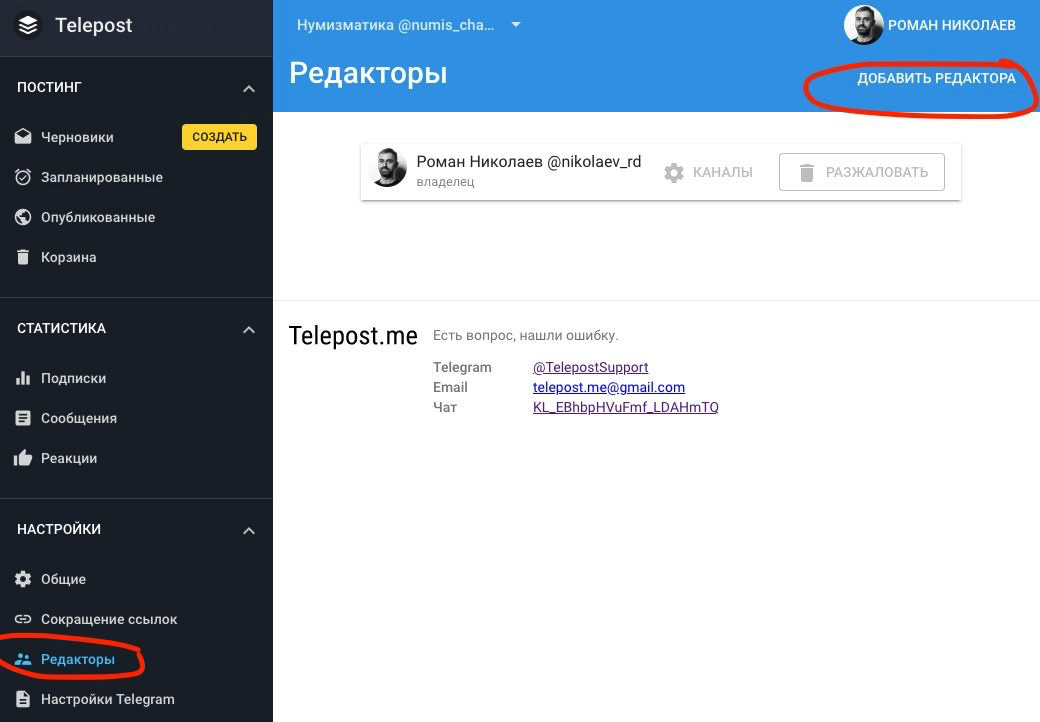 Telepost
ПОСТИНГ
Черновики
СОЗДАТЬ
Запланированные
Опубликованные
Корзина
СТАТИСТИКА
Подписки
Сообщения
Реакции
НАСТРОЙКИ
Общие
Сокращение ссылок
Редакторы
Настройки Telegram
Нумизматика @numis_cha...
РОМАН НИКОЛАЕВ
Редакторы
ДОБАВИТЬ РЕДАКТОРА
Роман Николаев @nikolaev_rd
владелец
КАНАЛЫ
РАЗЖАЛОВАТЬ
Telepost.me
Есть вопрос, нашли ошибку.
Telegram @TelepostSupport
Email telepost.me@gmail.com
Чат KL_EBhbpHVuFmf_LDAHmTQ